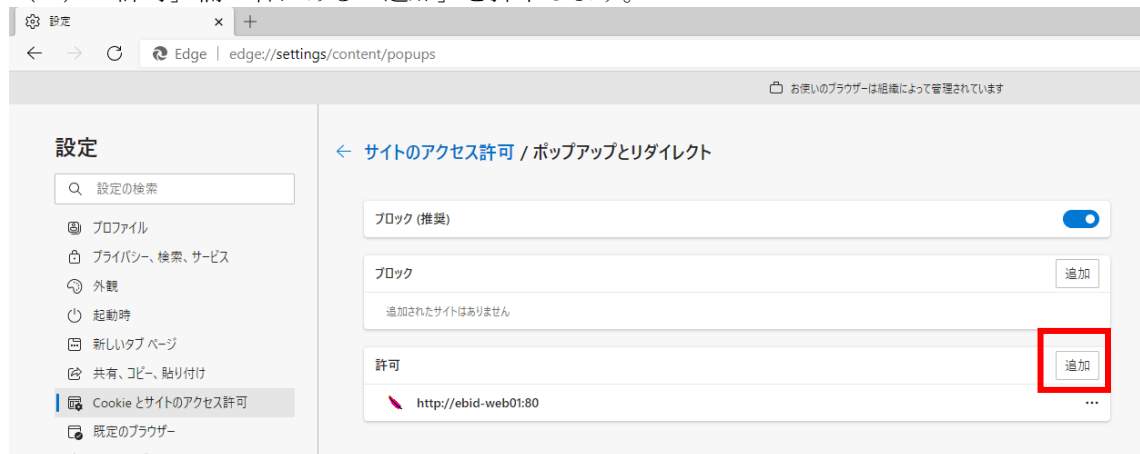 設定
Edge | edge://settings/content/popups
お使いのブラウザーは組織によって管理されています
設定
設定の検索
プロファイル
プライバシー、検索、サービス
外観
起動時
新しいタブ ページ
共有、コピー、貼り付け
Cookie とサイトのアクセス許可
既定のブラウザー
サイトのアクセス許可 / ポップアップとリダイレクト
ブロック (推奨)
ブロック
追加
追加されたサイトはありません
許可
追加
http://ebid-web01:80